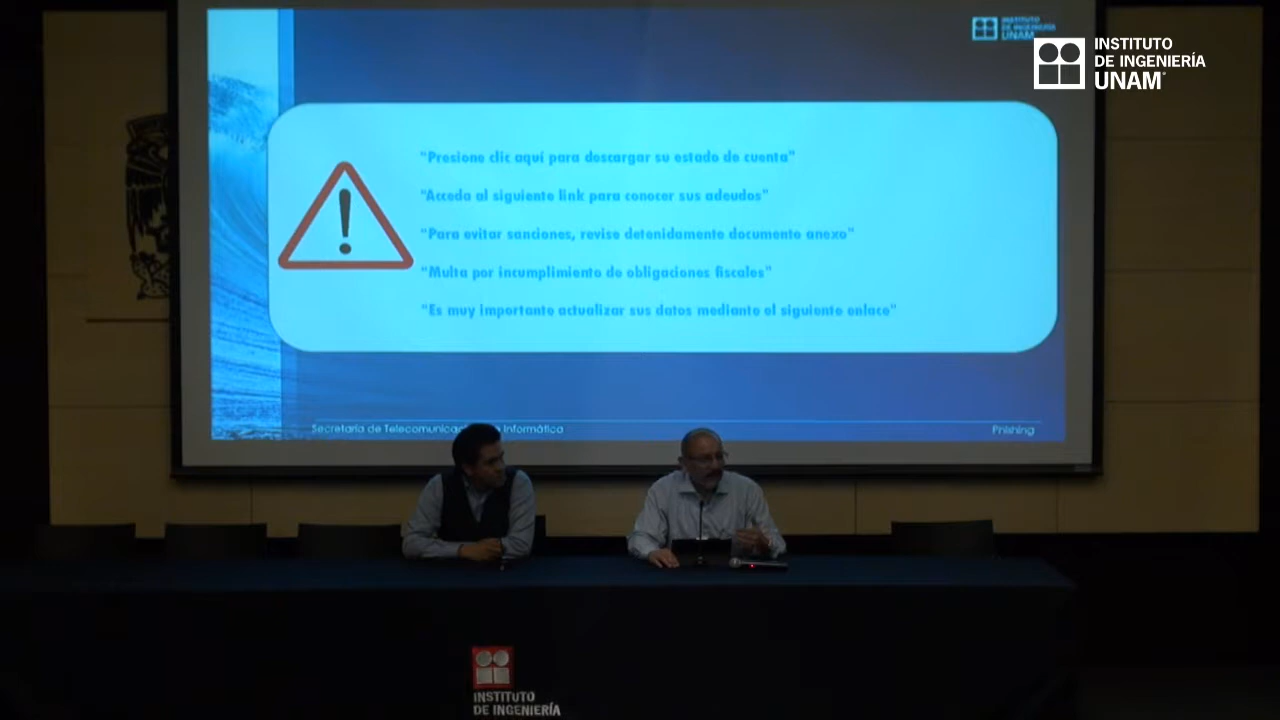 INSTITUTO
DE INGENIERÍA
UNAM
INSTITUTO
DE INGENIERÍA
UNAM
"Presione clic aquí para descargar su estado de cuenta"
"Acceda al siguiente link para conocer sus adeudos"
"Para evitar sanciones, revise detenidamente documento anexo"
"Multa por incumplimiento de obligaciones fiscales"
"Es muy importante actualizar sus datos mediante el siguiente enlace"
Secretaría de Informática
Phishing
INSTITUTO
DE INGENIERÍA